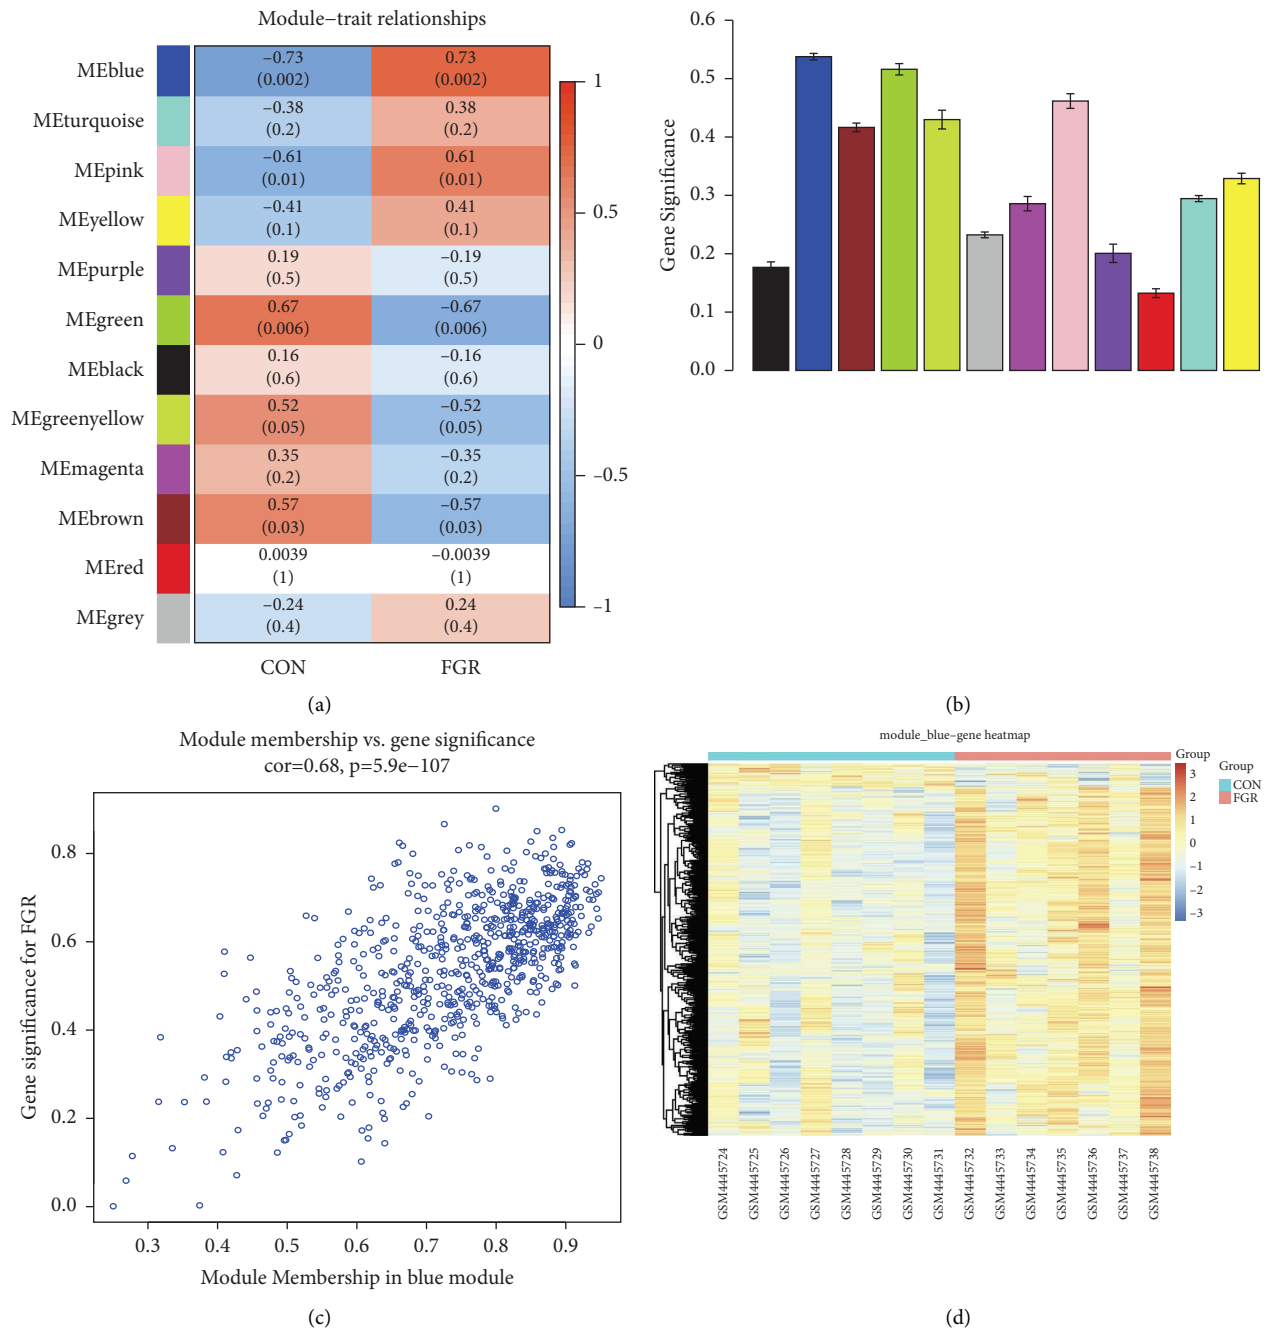 Module−trait relationships
MEblue
−0.73
(0.002)
0.73
(0.002)
MEturquoise
−0.38
(0.2)
0.38
(0.2)
MEpink
−0.61
(0.01)
0.61
(0.01)
MEyellow
−0.41
(0.1)
0.41
(0.1)
MEpurple
0.19
(0.5)
−0.19
(0.5)
MEgreen
0.67
(0.006)
−0.67
(0.006)
MEblack
0.16
(0.6)
−0.16
(0.6)
MEgreenyellow
0.52
(0.05)
−0.52
(0.05)
MEmagenta
0.35
(0.2)
−0.35
(0.2)
MEbrown
0.57
(0.03)
−0.57
(0.03)
MEred
0.0039
(1)
−0.0039
(1)
MEgrey
−0.24
(0.4)
0.24
(0.4)
CON
FGR
1
0.5
0
−0.5
−1
(a)
Gene Significance
0.6
0.5
0.4
0.3
0.2
0.1
0.0
(b)
Module membership vs. gene significance
cor=0.68, p=5.9e−107
Gene significance for FGR
0.8
0.6
0.4
0.2
0.0
0.3
0.4
0.5
0.6
0.7
0.8
0.9
Module Membership in blue module
(c)
module_blue−gene heatmap
Group
3
2
1
0
−1
−2
−3
Group
CON
FGR
GSM4445724
GSM4445725
GSM4445726
GSM4445727
GSM4445728
GSM4445729
GSM4445730
GSM4445731
GSM4445732
GSM4445733
GSM4445734
GSM4445735
GSM4445736
GSM4445737
GSM4445738
(d)